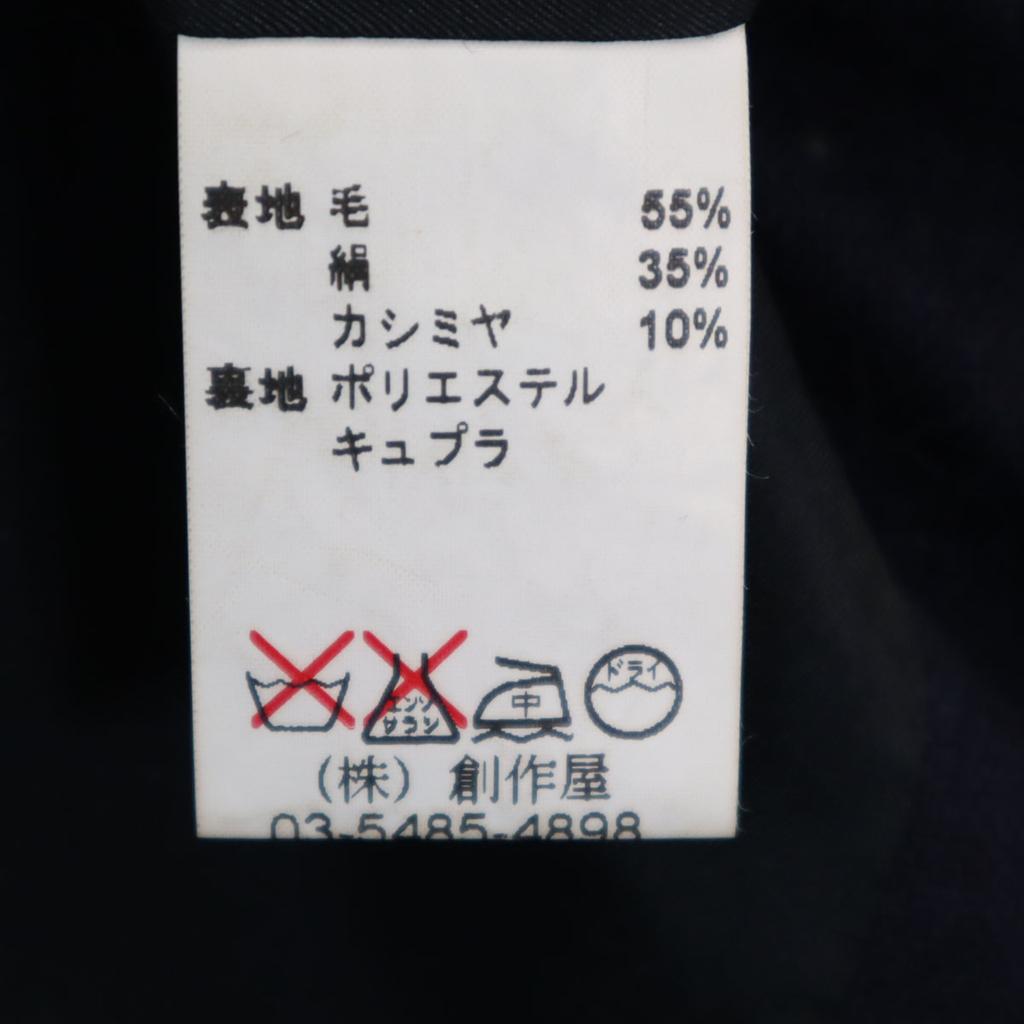 表地 毛 55%
絹 35%
カシミヤ 10%
裏地 ポリエステル
キュプラ
エンソ
サラシ
中
ドライ
(株) 創作屋
03-5485-4898